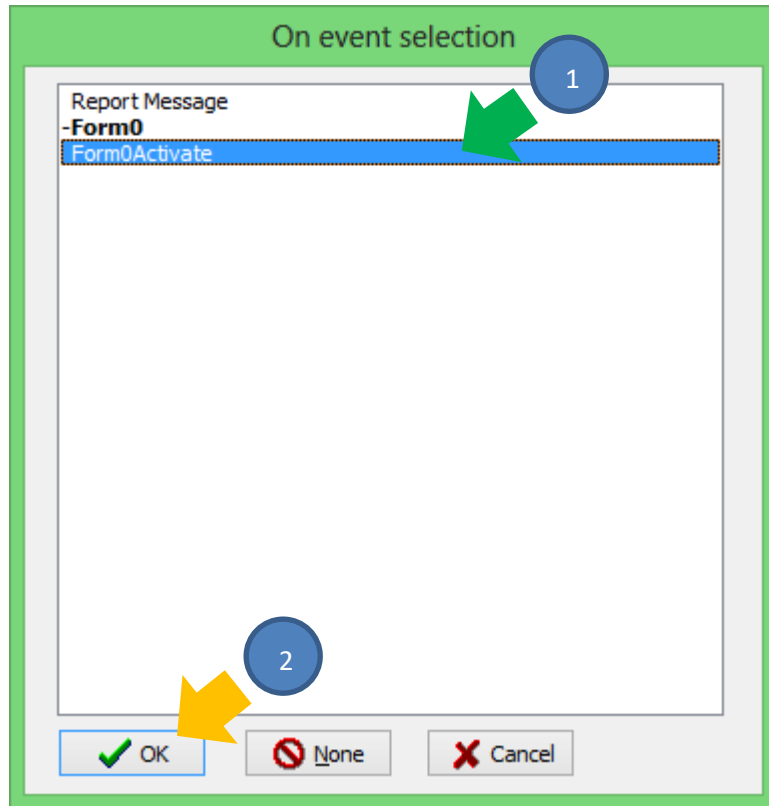 On event selection
1
Report Message
-Form0
Form0Activate
2
OK
None
Cancel